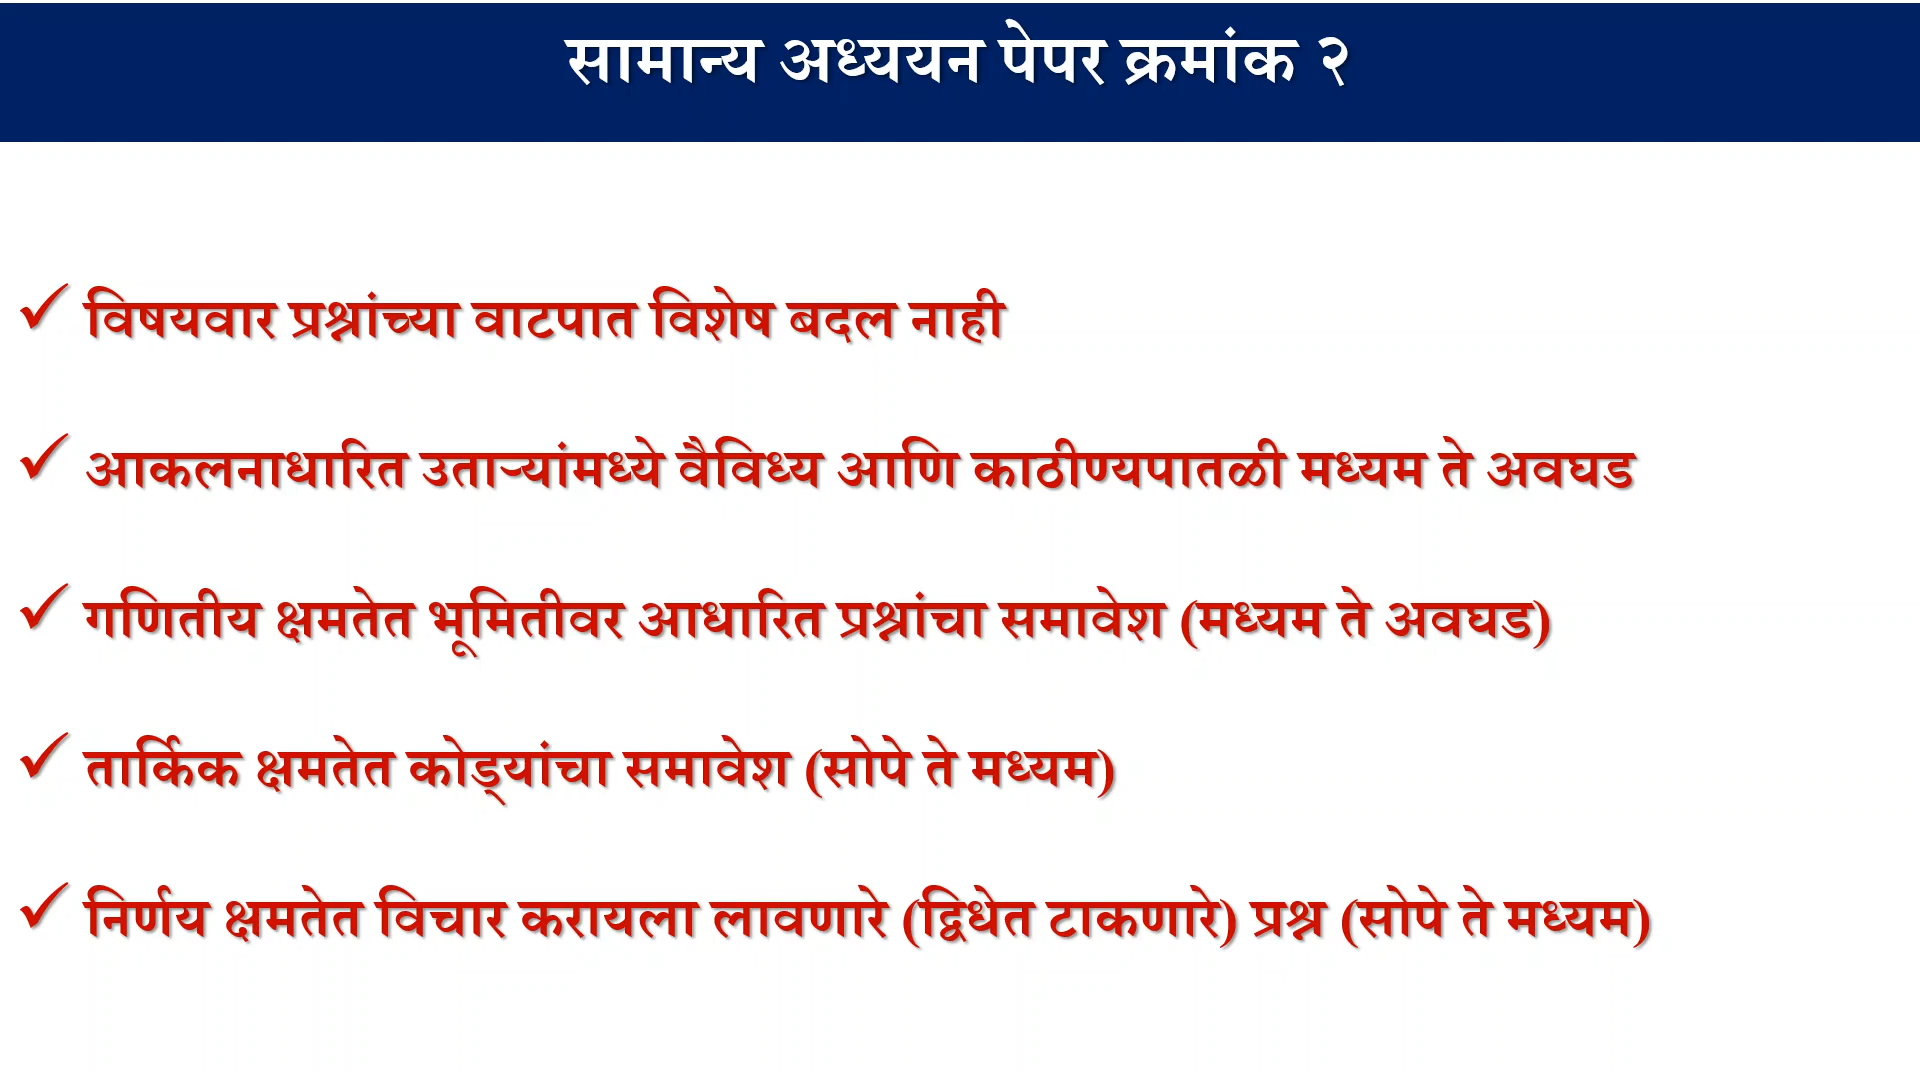 सामान्य अध्ययन पेपर क्रमांक २
विषयवार प्रश्नांच्या वाटपात विशेष बदल नाही
आकलनाधारित उताऱ्यांमध्ये वैविध्य आणि काठीण्यपातळी मध्यम ते अवघड
गणितीय क्षमतेत भूमितीवर आधारित प्रश्नांचा समावेश (मध्यम ते अवघड)
तार्किक क्षमतेत कोड्यांचा समावेश (सोपे ते मध्यम)
निर्णय क्षमतेत विचार करायला लावणारे (द्विधेत टाकणारे) प्रश्न (सोपे ते मध्यम)